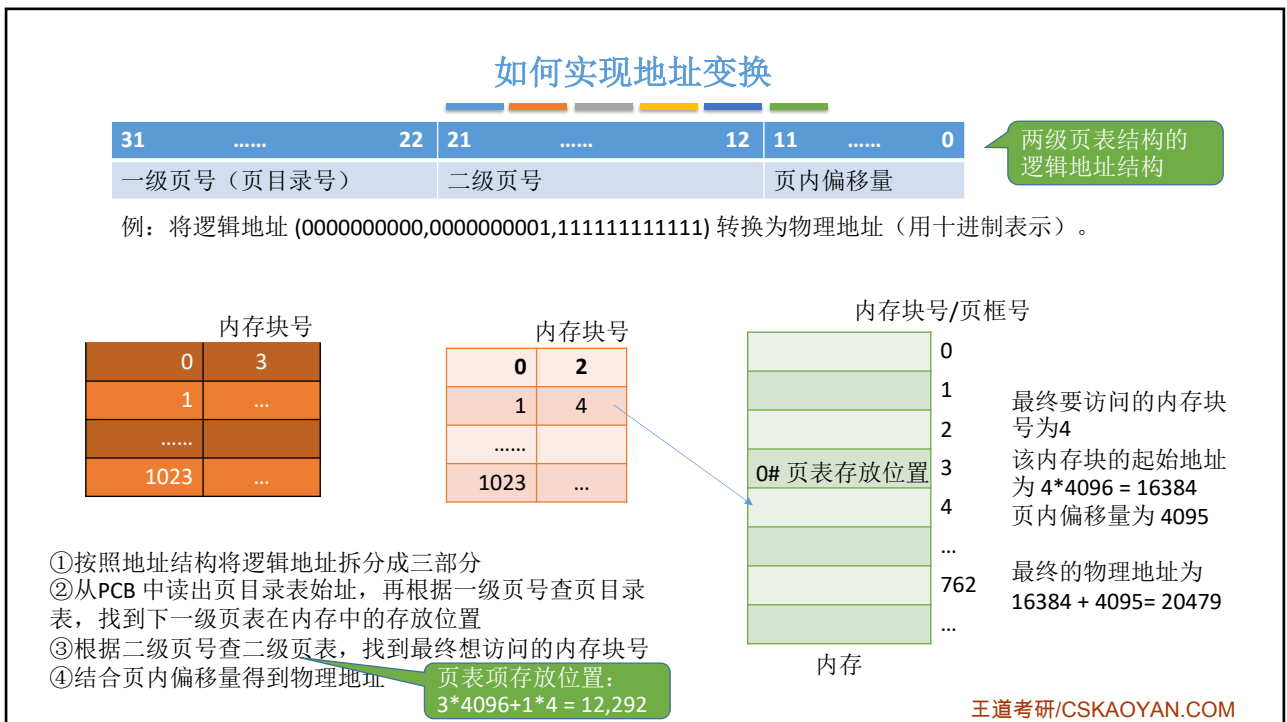 如何实现地址变换
31 …… 22 21 …… 12 11 …… 0
一级页号（页目录号） 二级页号 页内偏移量
两级页表结构的
逻辑地址结构
例：将逻辑地址 (0000000000,0000000001,111111111111) 转换为物理地址（用十进制表示）。
内存块号
0 3
1 …
……
1023 …
内存块号
0 2
1 4
……
1023 …
内存块号/页框号
0
1
2
0# 页表存放位置 3
4
…
762
…
内存
最终要访问的内存块
号为4
该内存块的起始地址
为 4*4096 = 16384
页内偏移量为 4095
最终的物理地址为
16384 + 4095= 20479
①按照地址结构将逻辑地址拆分成三部分
②从PCB 中读出页目录表始址，再根据一级页号查页目录
表，找到下一级页表在内存中的存放位置
③根据二级页号查二级页表，找到最终想访问的内存块号
④结合页内偏移量得到物理地址
页表项存放位置：
3*4096+1*4 = 12,292
王道考研/CSKAOYAN.COM